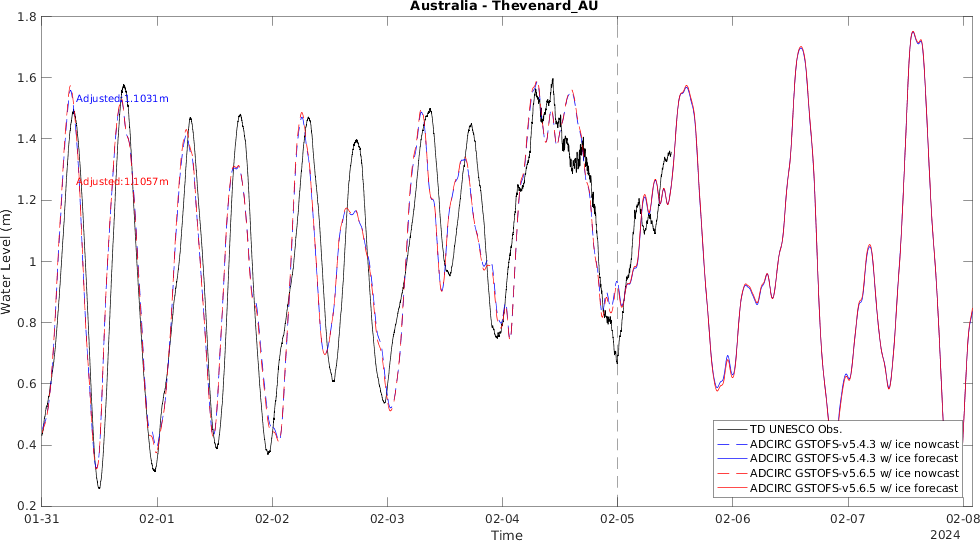 Australia - Thevenard_AU
Water Level (m)
1.8
1.6
1.4
1.2
1
0.8
0.6
0.4
0.2
Adjusted:1.1031m
Adjusted:1.1057m
TD UNESCO Obs.
ADCIRC GSTOFS-v5.4.3 w/ ice nowcast
ADCIRC GSTOFS-v5.4.3 w/ ice forecast
ADCIRC GSTOFS-v5.6.5 w/ ice nowcast
ADCIRC GSTOFS-v5.6.5 w/ ice forecast
01-31 02-01 02-02 02-03 02-04 02-05 02-06 02-07 02-08
Time 2024